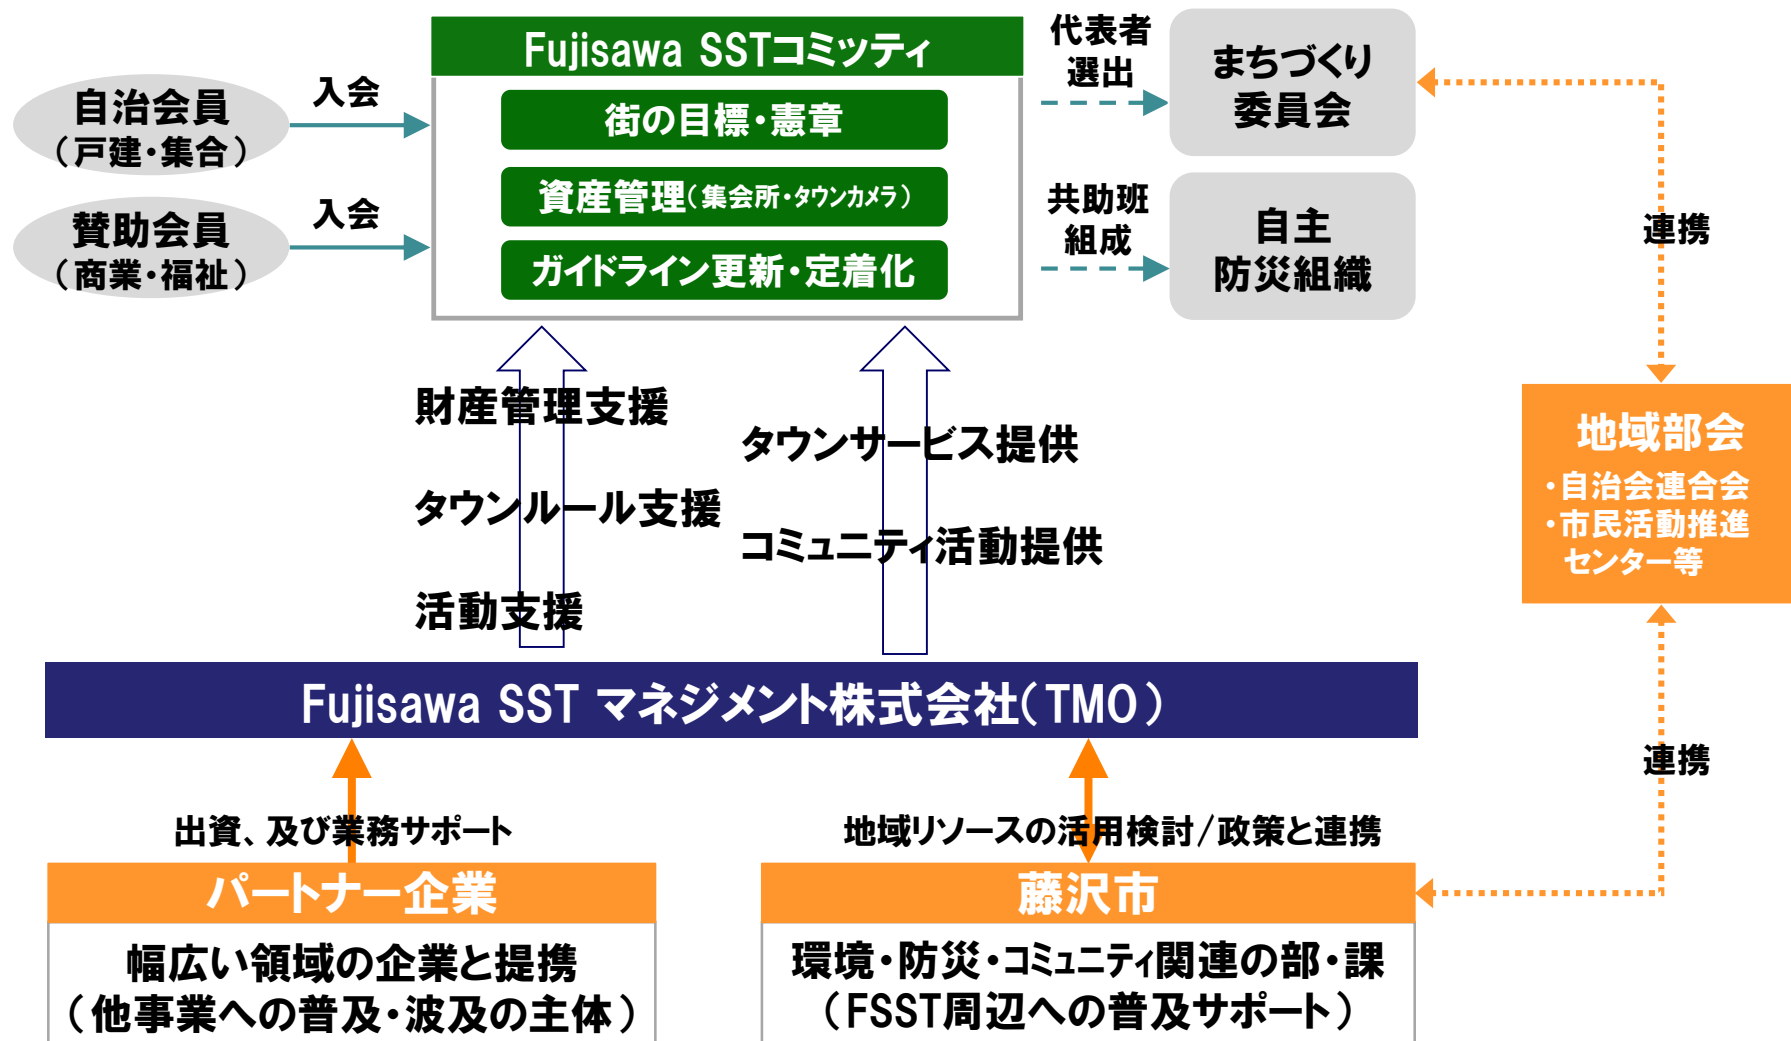 Fujisawa SSTコミッティ
街の目標・憲章
資産管理(集会所・タウンカメラ)
ガイドライン更新・定着化
自治会員
(戸建・集合)
入会
賛助会員
(商業・福祉)
入会
代表者
選出
まちづくり
委員会
共助班
組成
自主
防災組織
連携
地域部会
・自治会連合会
・市民活動推進
センター等
連携
財産管理支援
タウンルール支援
活動支援
タウンサービス提供
コミュニティ活動提供
Fujisawa SST マネジメント株式会社(TMO)
出資、及び業務サポート
地域リソースの活用検討/政策と連携
パートナー企業
幅広い領域の企業と提携
(他事業への普及・波及の主体)
藤沢市
環境・防災・コミュニティ関連の部・課
(FSST周辺への普及サポート)